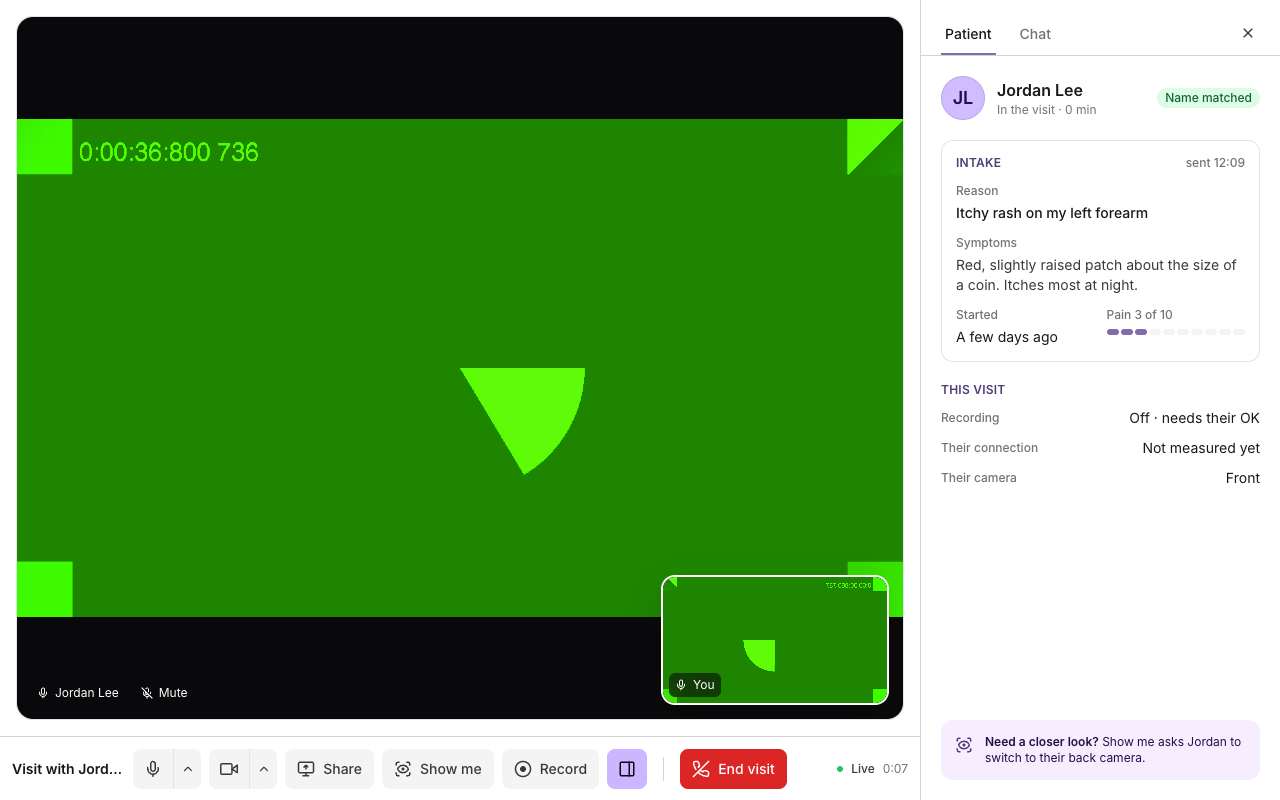 Patient
Chat
0:00:36:800 736
JL
Jordan Lee
In the visit · 0 min
Name matched
INTAKE
sent 12:09
Reason
Itchy rash on my left forearm
Symptoms
Red, slightly raised patch about the size of
a coin. Itches most at night.
Started
Pain 3 of 10
A few days ago
THIS VISIT
Recording
Off · needs their OK
Their connection
Not measured yet
Their camera
Front
You
Jordan Lee
Mute
Need a closer look? Show me asks Jordan to
switch to their back camera.
Visit with Jord...
Share
Show me
Record
End visit
Live
0:07